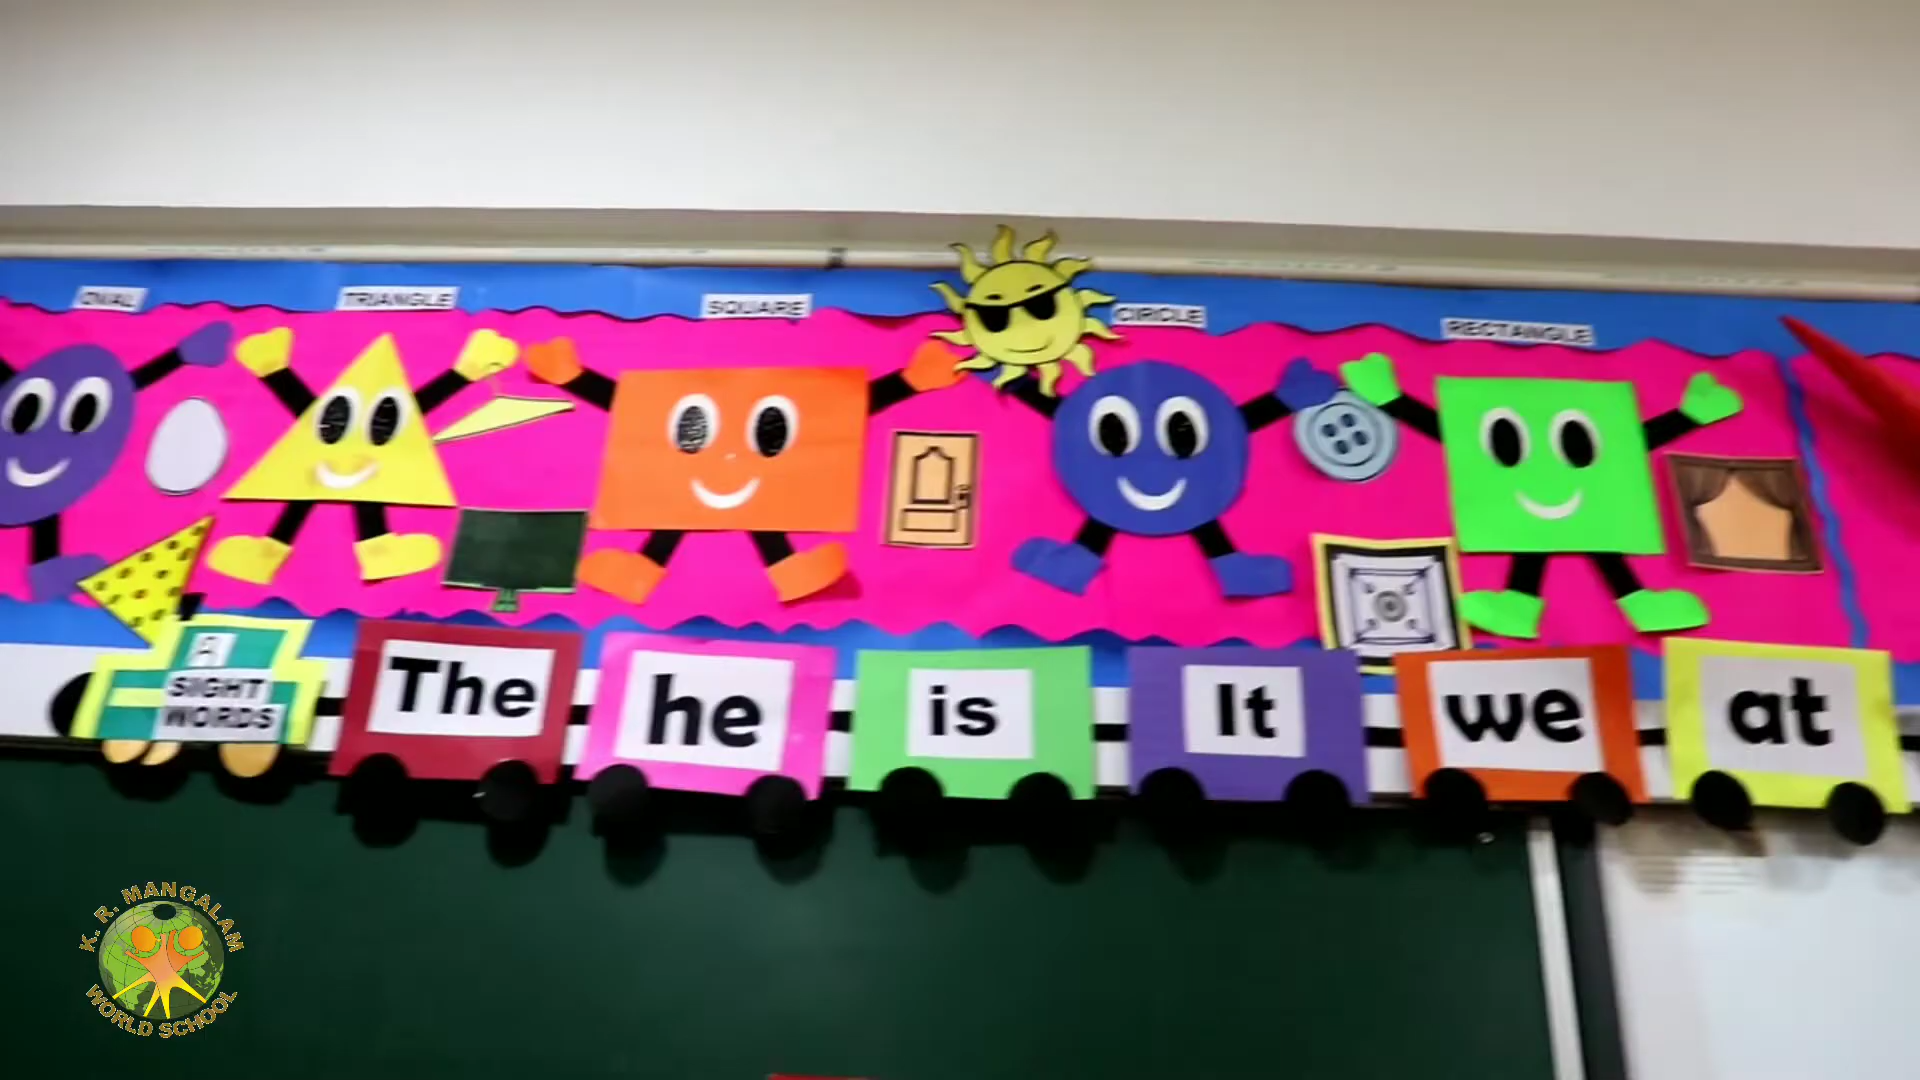 OVAL
TRIANGLE
SQUARE
CIRCLE
RECTANGLE
A
SIGHT
WORDS
The
he
is
It
we
at
K. R. MANGALAM
WORLD SCHOOL